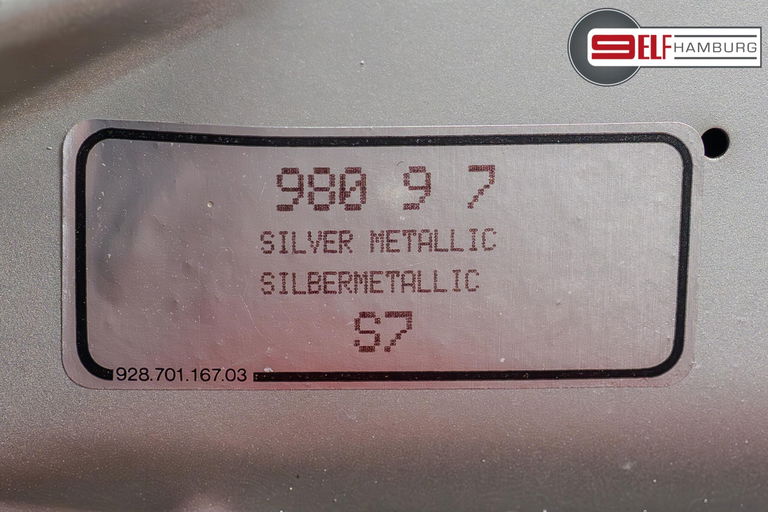 9ELF HAMBURG
980 9 7
SILVER METALLIC
SILBERMETALLIC
S7
928.701.167.03